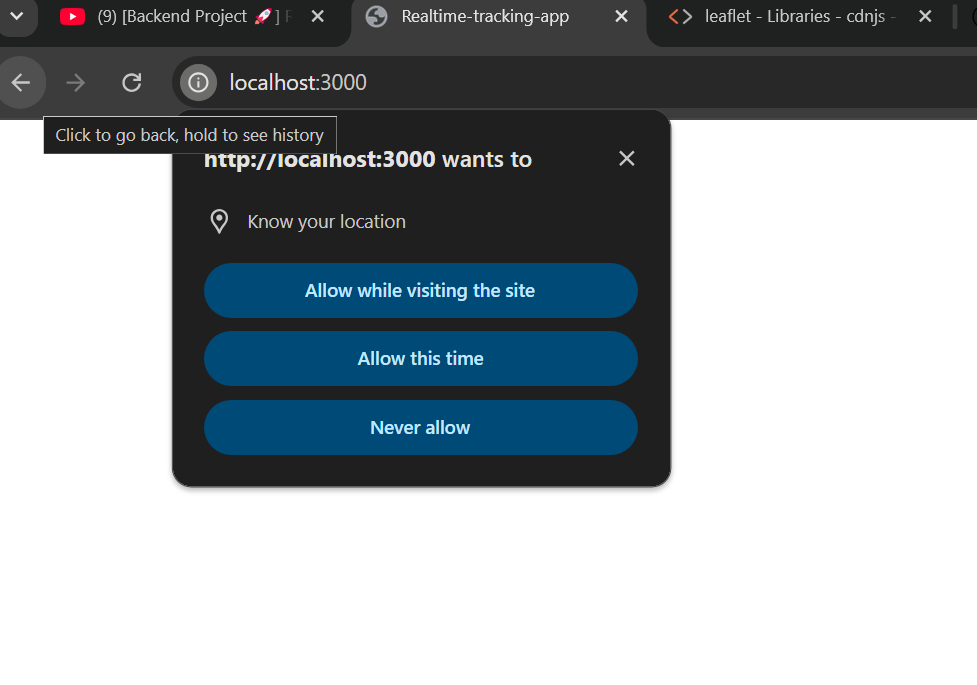 (9) [Backend Project 🚀]
Realtime-tracking-app
leaflet - Libraries - cdnjs -
localhost:3000
Click to go back, hold to see history
http://localhost:3000 wants to
Know your location
Allow while visiting the site
Allow this time
Never allow